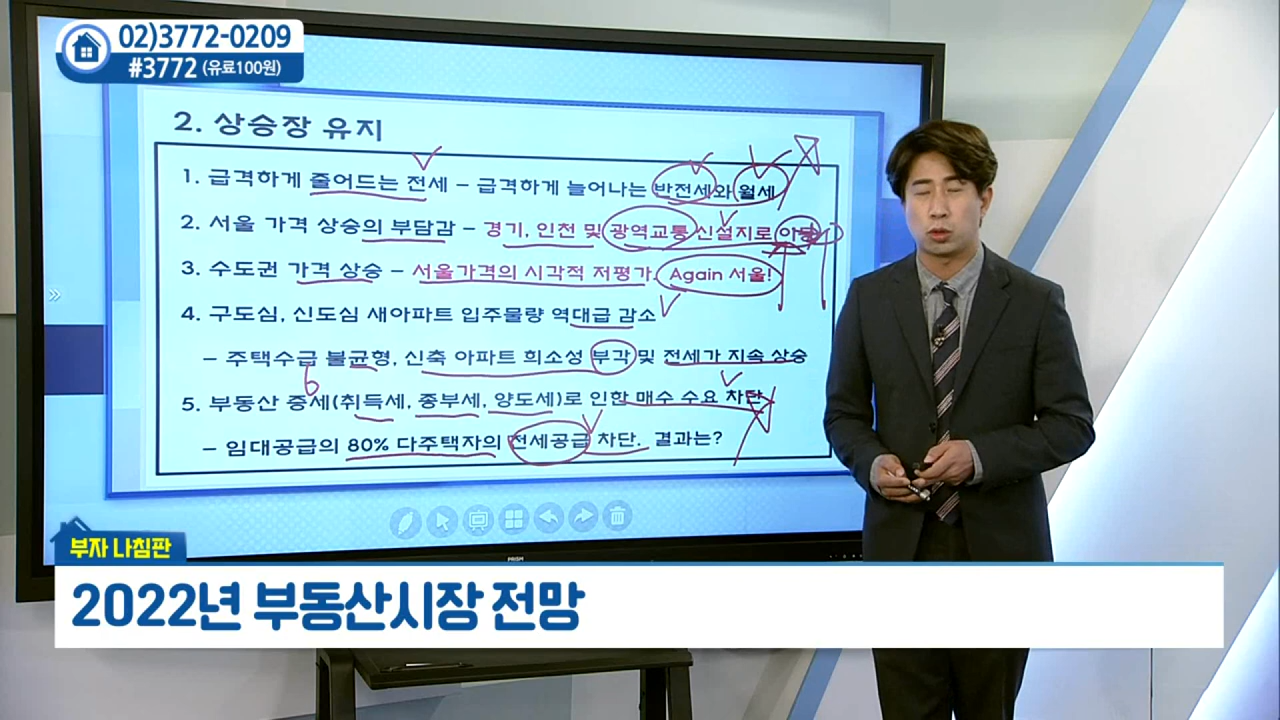 02)3772-0209
#3772 (유료100원)
2. 상승장 유지
1. 급격하게 줄어드는 전세 – 급격하게 늘어나는 반전세와 월세
2. 서울 가격 상승의 부담감 – 경기, 인천 및 광역교통 신설지로
3. 수도권 가격 상승 – 서울가격의 시각적 저평가, Again 서울!
4. 구도심, 신도심 새아파트 입주물량 역대급 감소
– 주택수급 불균형, 신축 아파트 희소성 부각 및 전세가 지속 상승
5. 부동산 증세(취득세, 종부세, 양도세)로 인한 매수 수요 차단
– 임대공급의 80% 다주택자의 전세공급 차단. 결과는?
PRISM
부자 나침판
2022년 부동산시장 전망